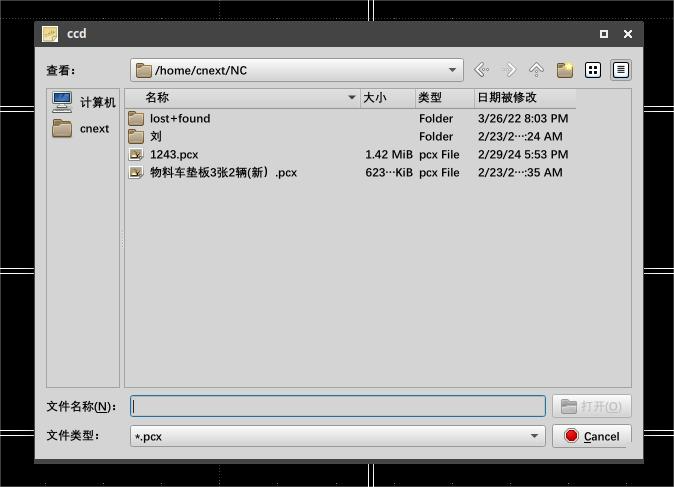 ccd
查看: /home/cnext/NC
计算机
cnext
名称 大小 类型 日期被修改
lost+found Folder 3/26/22 8:03 PM
刘 Folder 2/23/2⋯:24 AM
1243.pcx 1.42 MiB pcx File 2/29/24 5:53 PM
物料车垫板3张2辆(新）.pcx 623⋯KiB pcx File 2/23/2⋯:35 AM
文件名称(N): 打开(O)
文件类型: *.pcx Cancel